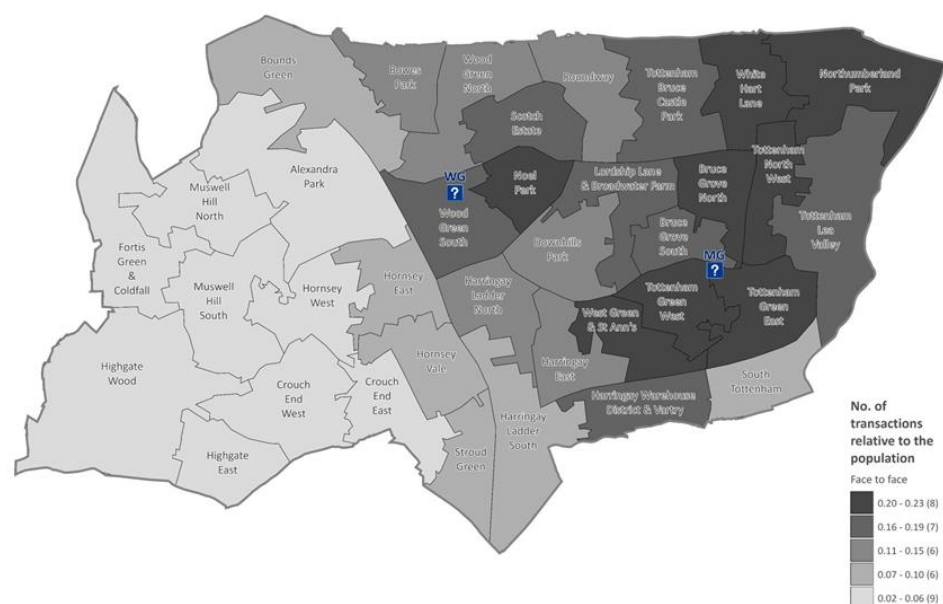 Bounds
Green
Bowes
Park
Wood
Green
North
Roundway
Tottenham
Bruce
Castle
Park
White
Hart
Lane
Northumberland
Park
Scotch
Estate
Alexandra
Park
WG
?
Noel
Park
Lordship Lane
& Broadwater Farm
Bruce
Grove
North
Tottenham
North
West
Muswell
Hill
North
Wood
Green
South
Downhills
Park
Bruce
Grove
South
Tottenham
Lea
Valley
Fortis
Green
&
Coldfall
Muswell
Hill
South
Hornsey
West
Hornsey
East
Harringay
Ladder
North
MG
?
West Green
& St Ann's
Tottenham
Green
West
Tottenham
Green
East
Highgate
Wood
Crouch
End
West
Crouch
End
East
Hornsey
Vale
Harringay
East
South
Tottenham
Highgate
East
Stroud
Green
Harringay
Ladder
South
Harringay Warehouse
District & Vartry
No. of
transactions
relative to the
population
Face to face
0.20 - 0.23 (8)
0.16 - 0.19 (7)
0.11 - 0.15 (6)
0.07 - 0.10 (6)
0.02 - 0.06 (9)